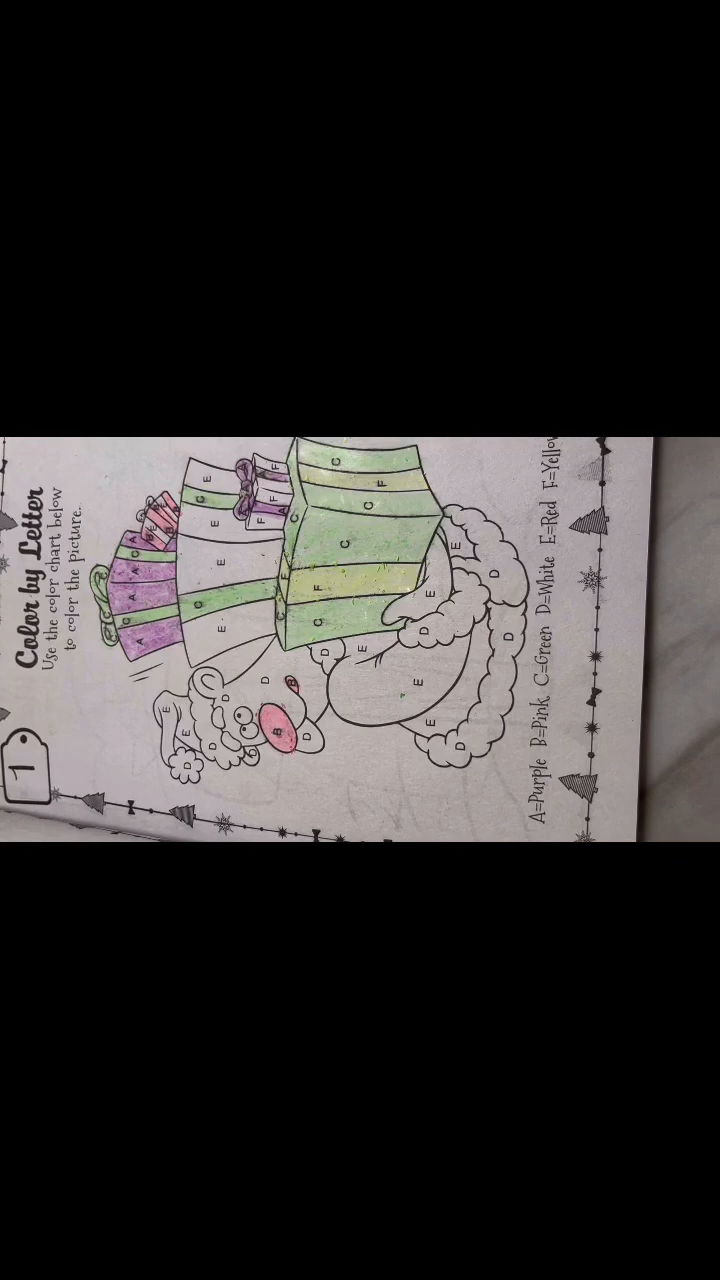 1
Color by Letter
Use the color chart below
to color the picture.
A=Purple B=Pink C=Green D=White E=Red F=Yellow